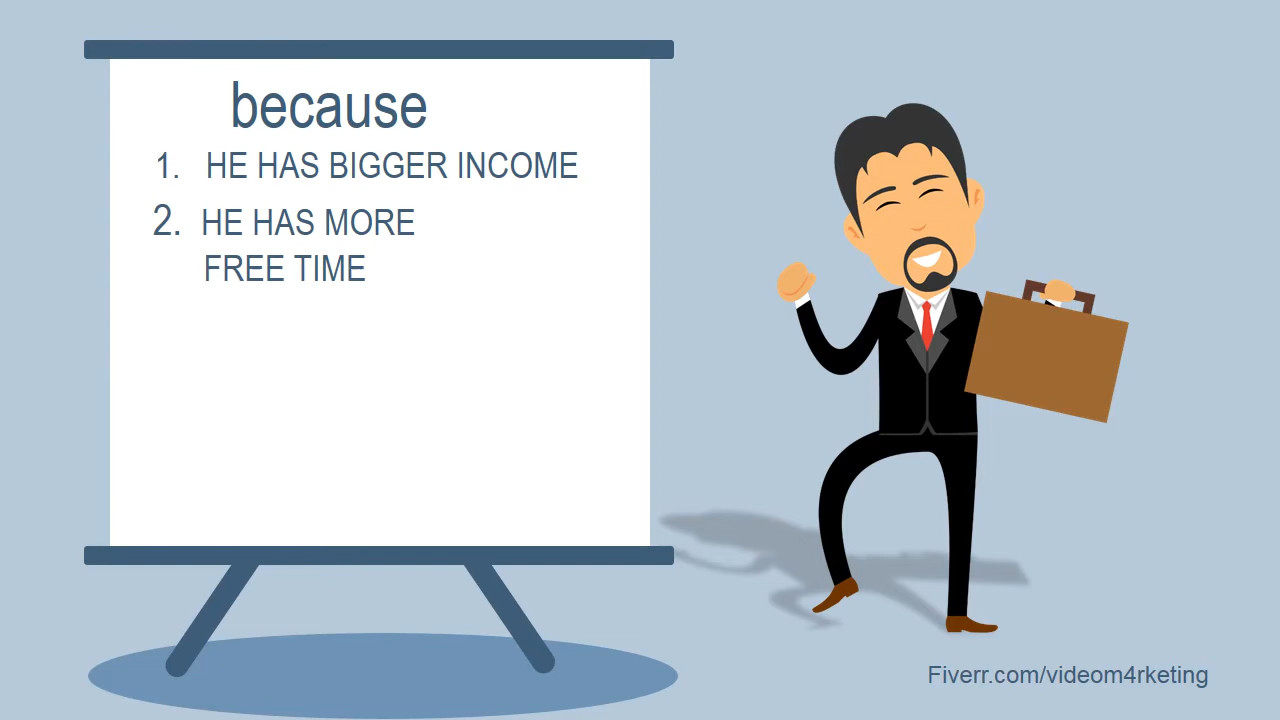 because
1. HE HAS BIGGER INCOME
2. HE HAS MORE
FREE TIME
Fiverr.com/videom4rketing